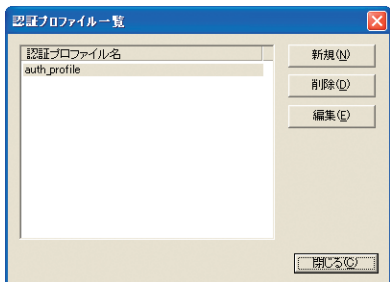 認証プロファイル一覧
認証プロファイル名
auth_profile
新規(N)
削除(D)
編集(E)
閉じる(C)